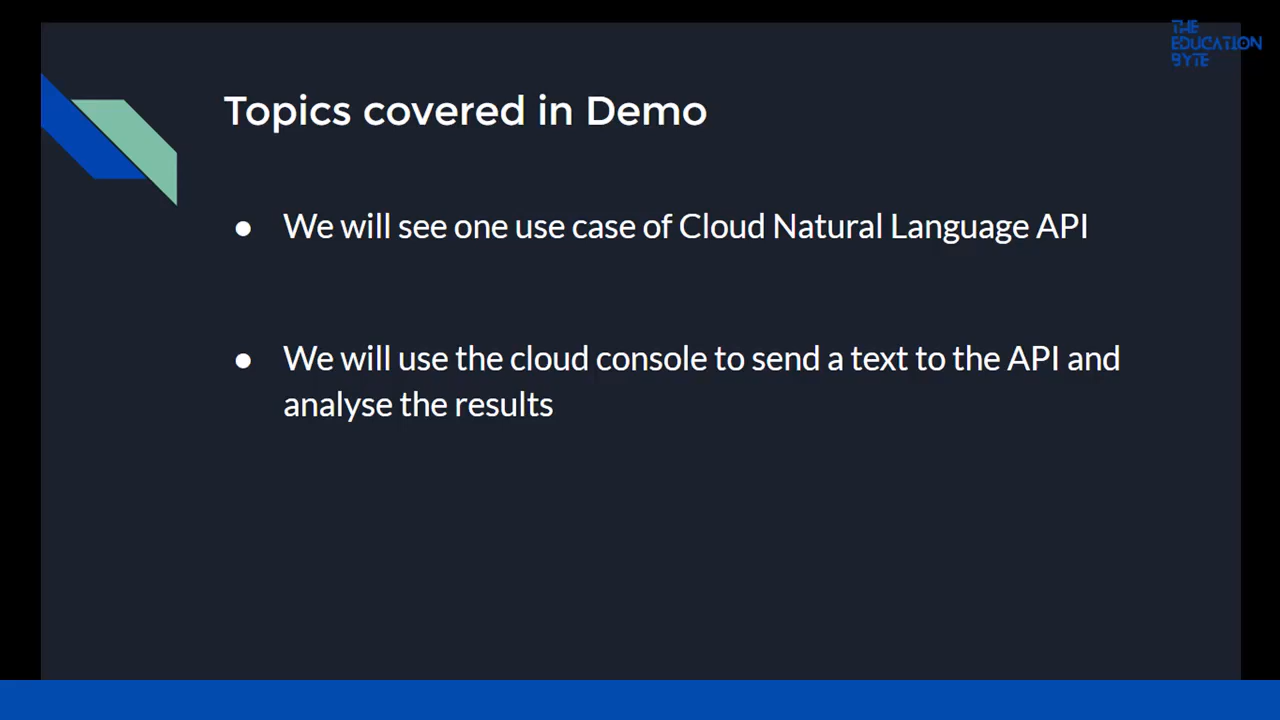 THE
EDUCATION
BYTE
Topics covered in Demo
● We will see one use case of Cloud Natural Language API
● We will use the cloud console to send a text to the API and
analyse the results